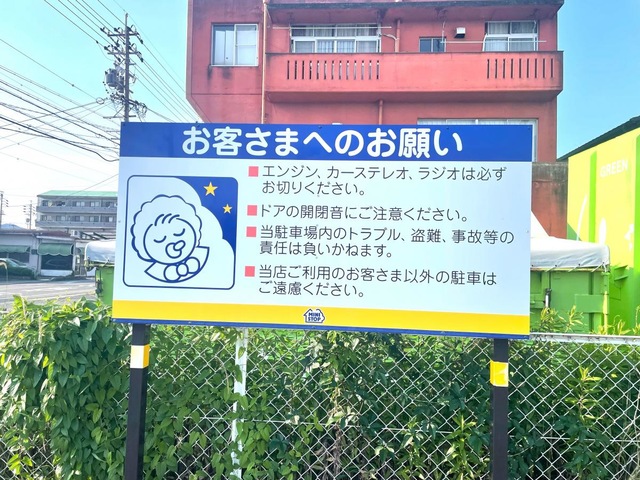 お客さまへのお願い
■エンジン、カーステレオ、ラジオは必ず
お切りください。
■ドアの開閉音にご注意ください。
■当駐車場内のトラブル、盗難、事故等の
責任は負いかねます。
■当店ご利用のお客さま以外の駐車は
ご遠慮ください。
MINI
STOP
GREEN